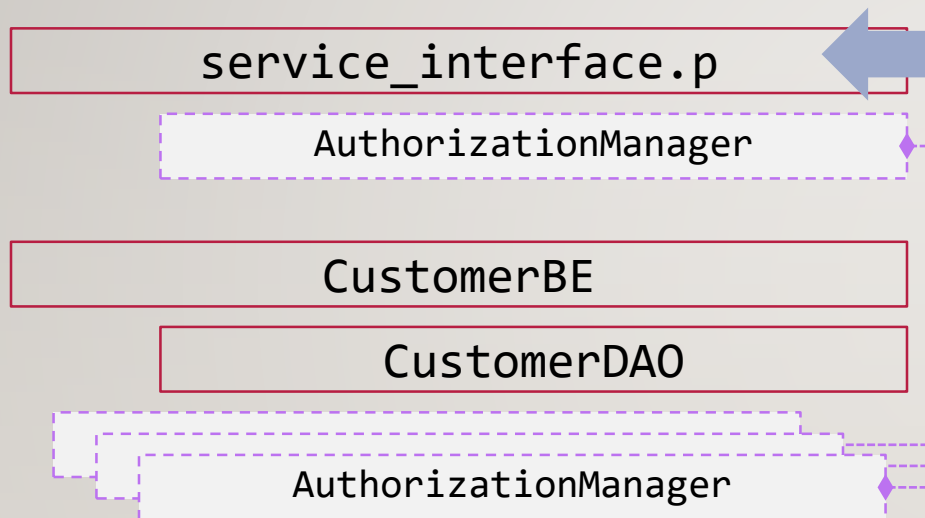 service_interface.p
AuthorizationManager
CustomerBE
CustomerDAO
AuthorizationManager